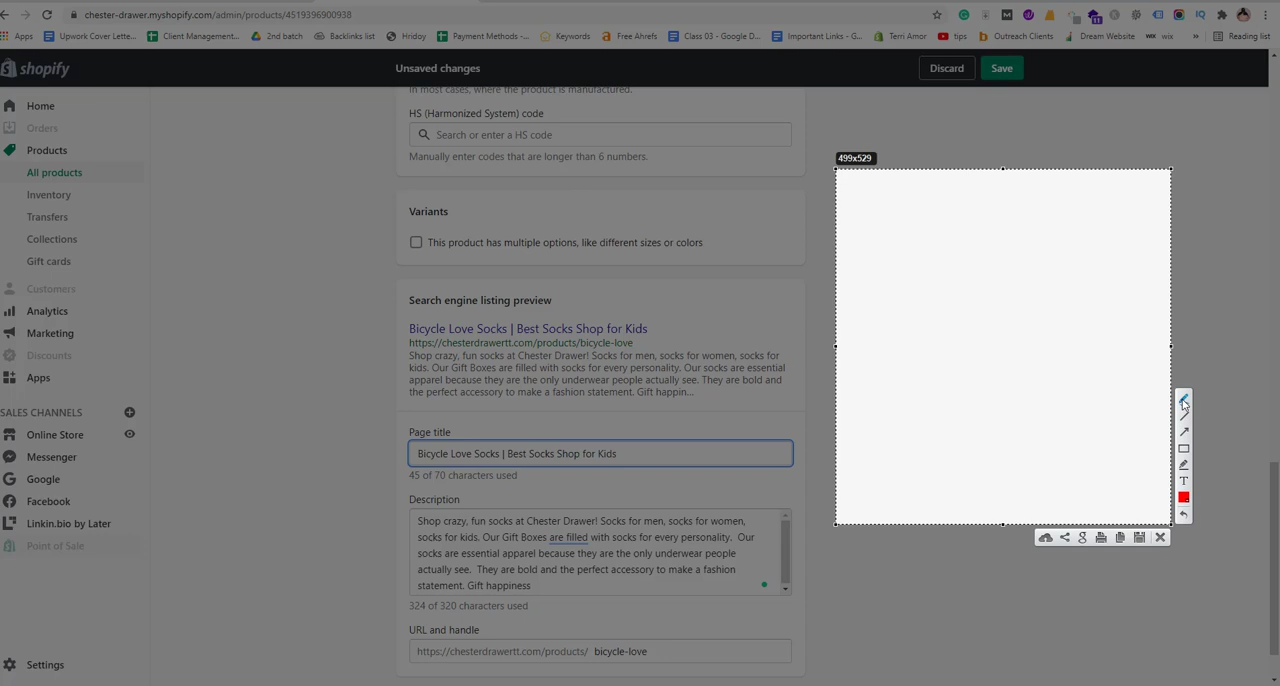 chester-drawer.myshopify.com/admin/products/4519396900938
Apps
Upwork Cover Lette...
Client Management...
2nd batch
Backlinks list
Hriday
Payment Methods -...
Keywords
Free Ahrefs
Class 03 - Google D...
Important Links - G...
Terri Amor
tips
Outreach Clients
Dream Website
WIX
wix
»
Reading list
shopify
Unsaved changes
Discard
Save
Home
Orders
Products
All products
Inventory
Transfers
Collections
Gift cards
Customers
Analytics
Marketing
Discounts
Apps
SALES CHANNELS
Online Store
Messenger
Google
Facebook
Linkin.bio by Later
Point of Sale
Settings
In most cases, where the product is manufactured.
HS (Harmonized System) code
Search or enter a HS code
Manually enter codes that are longer than 6 numbers.
Variants
This product has multiple options, like different sizes or colors
Search engine listing preview
Bicycle Love Socks | Best Socks Shop for Kids
https://chesterdrawertt.com/products/bicycle-love
Shop crazy, fun socks at Chester Drawer! Socks for men, socks for women, socks for
kids. Our Gift Boxes are filled with socks for every personality. Our socks are essential
apparel because they are the only underwear people actually see. They are bold and
the perfect accessory to make a fashion statement. Gift happin...
Page title
Bicycle Love Socks | Best Socks Shop for Kids
45 of 70 characters used
Description
Shop crazy, fun socks at Chester Drawer! Socks for men, socks for women,
socks for kids. Our Gift Boxes are filled with socks for every personality. Our
socks are essential apparel because they are the only underwear people
actually see. They are bold and the perfect accessory to make a fashion
statement. Gift happiness
324 of 320 characters used
URL and handle
https://chesterdrawertt.com/products/ bicycle-love
499x529
T